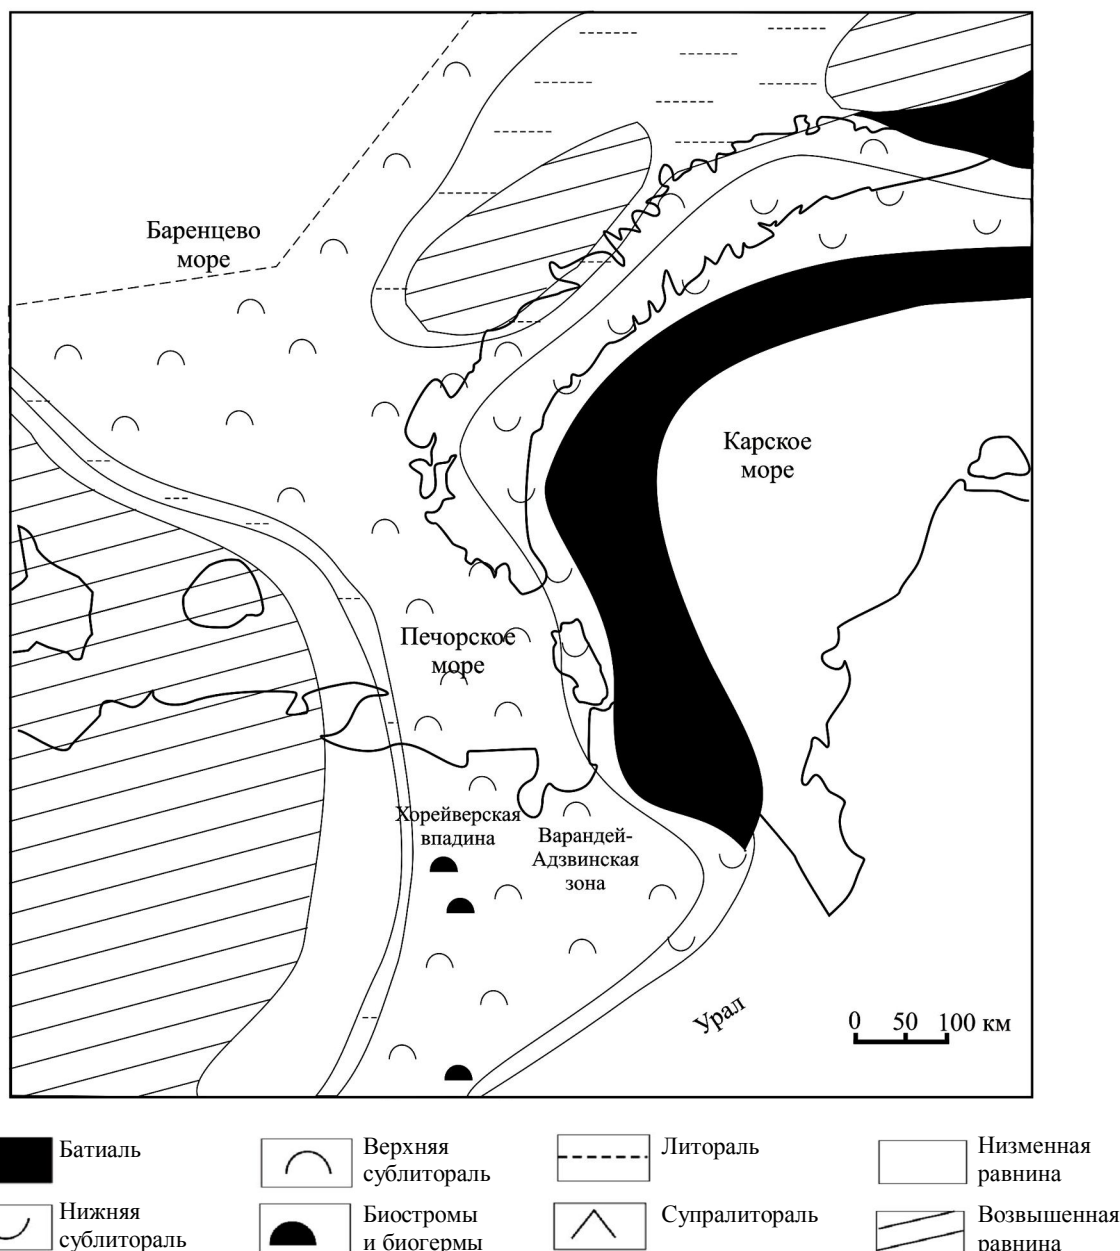 Баренцево
море
Карское
море
Печорское
море
Хорейверская
впадина
Варандей-
Адзвинская
зона
Урал
0 50 100 км
Батиаль
Верхняя
сублитораль
Литораль
Низменная
равнина
Нижняя
сублитораль
Биостромы
и биогермы
Супралитораль
Возвышенная
равнина